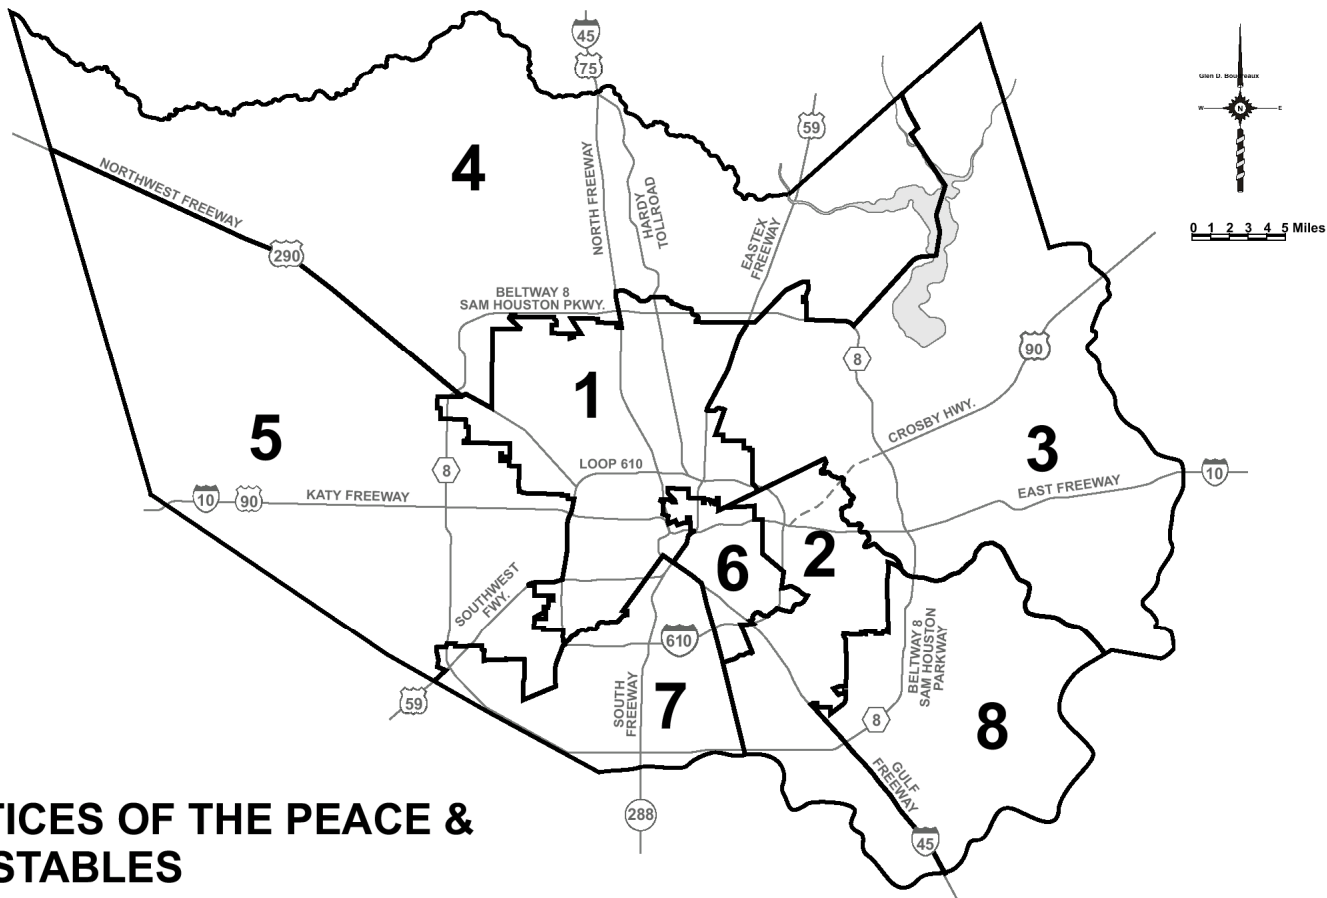 45
75
59
Glen D. Boudreaux
W
N
E
4
NORTHWEST FREEWAY
290
NORTH FREEWAY
HARDY
TOLLROAD
EASTEX
FREEWAY
0 1 2 3 4 5 Miles
BELTWAY 8
SAM HOUSTON PKWY.
8
90
1
5
3
CROSBY HWY.
LOOP 610
8
10
90
KATY FREEWAY
EAST FREEWAY
10
6
2
SOUTHWEST
FWY.
610
BELTWAY 8
SAM HOUSTON
PARKWAY
59
SOUTH
FREEWAY
7
8
8
GULF
FREEWAY
288
45
TICES OF THE PEACE &
STABLES